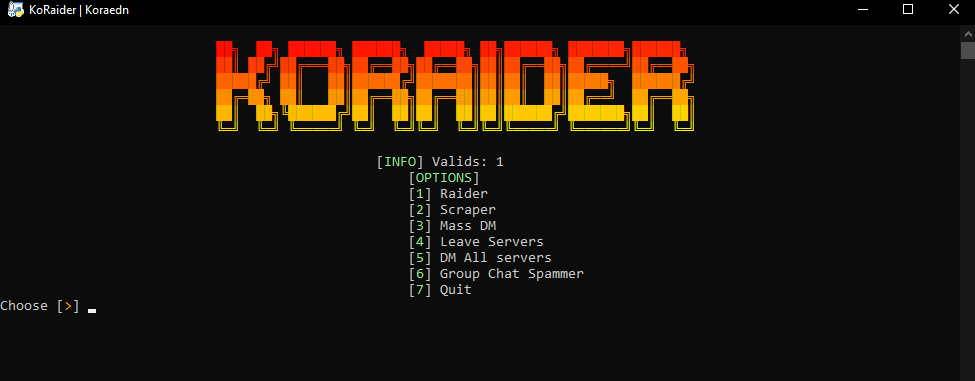 KoRaider | Koraedn
KORAIDER
[INFO] Valids: 1
[OPTIONS]
[1] Raider
[2] Scraper
[3] Mass DM
[4] Leave Servers
[5] DM All servers
[6] Group Chat Spammer
[7] Quit
Choose [>]